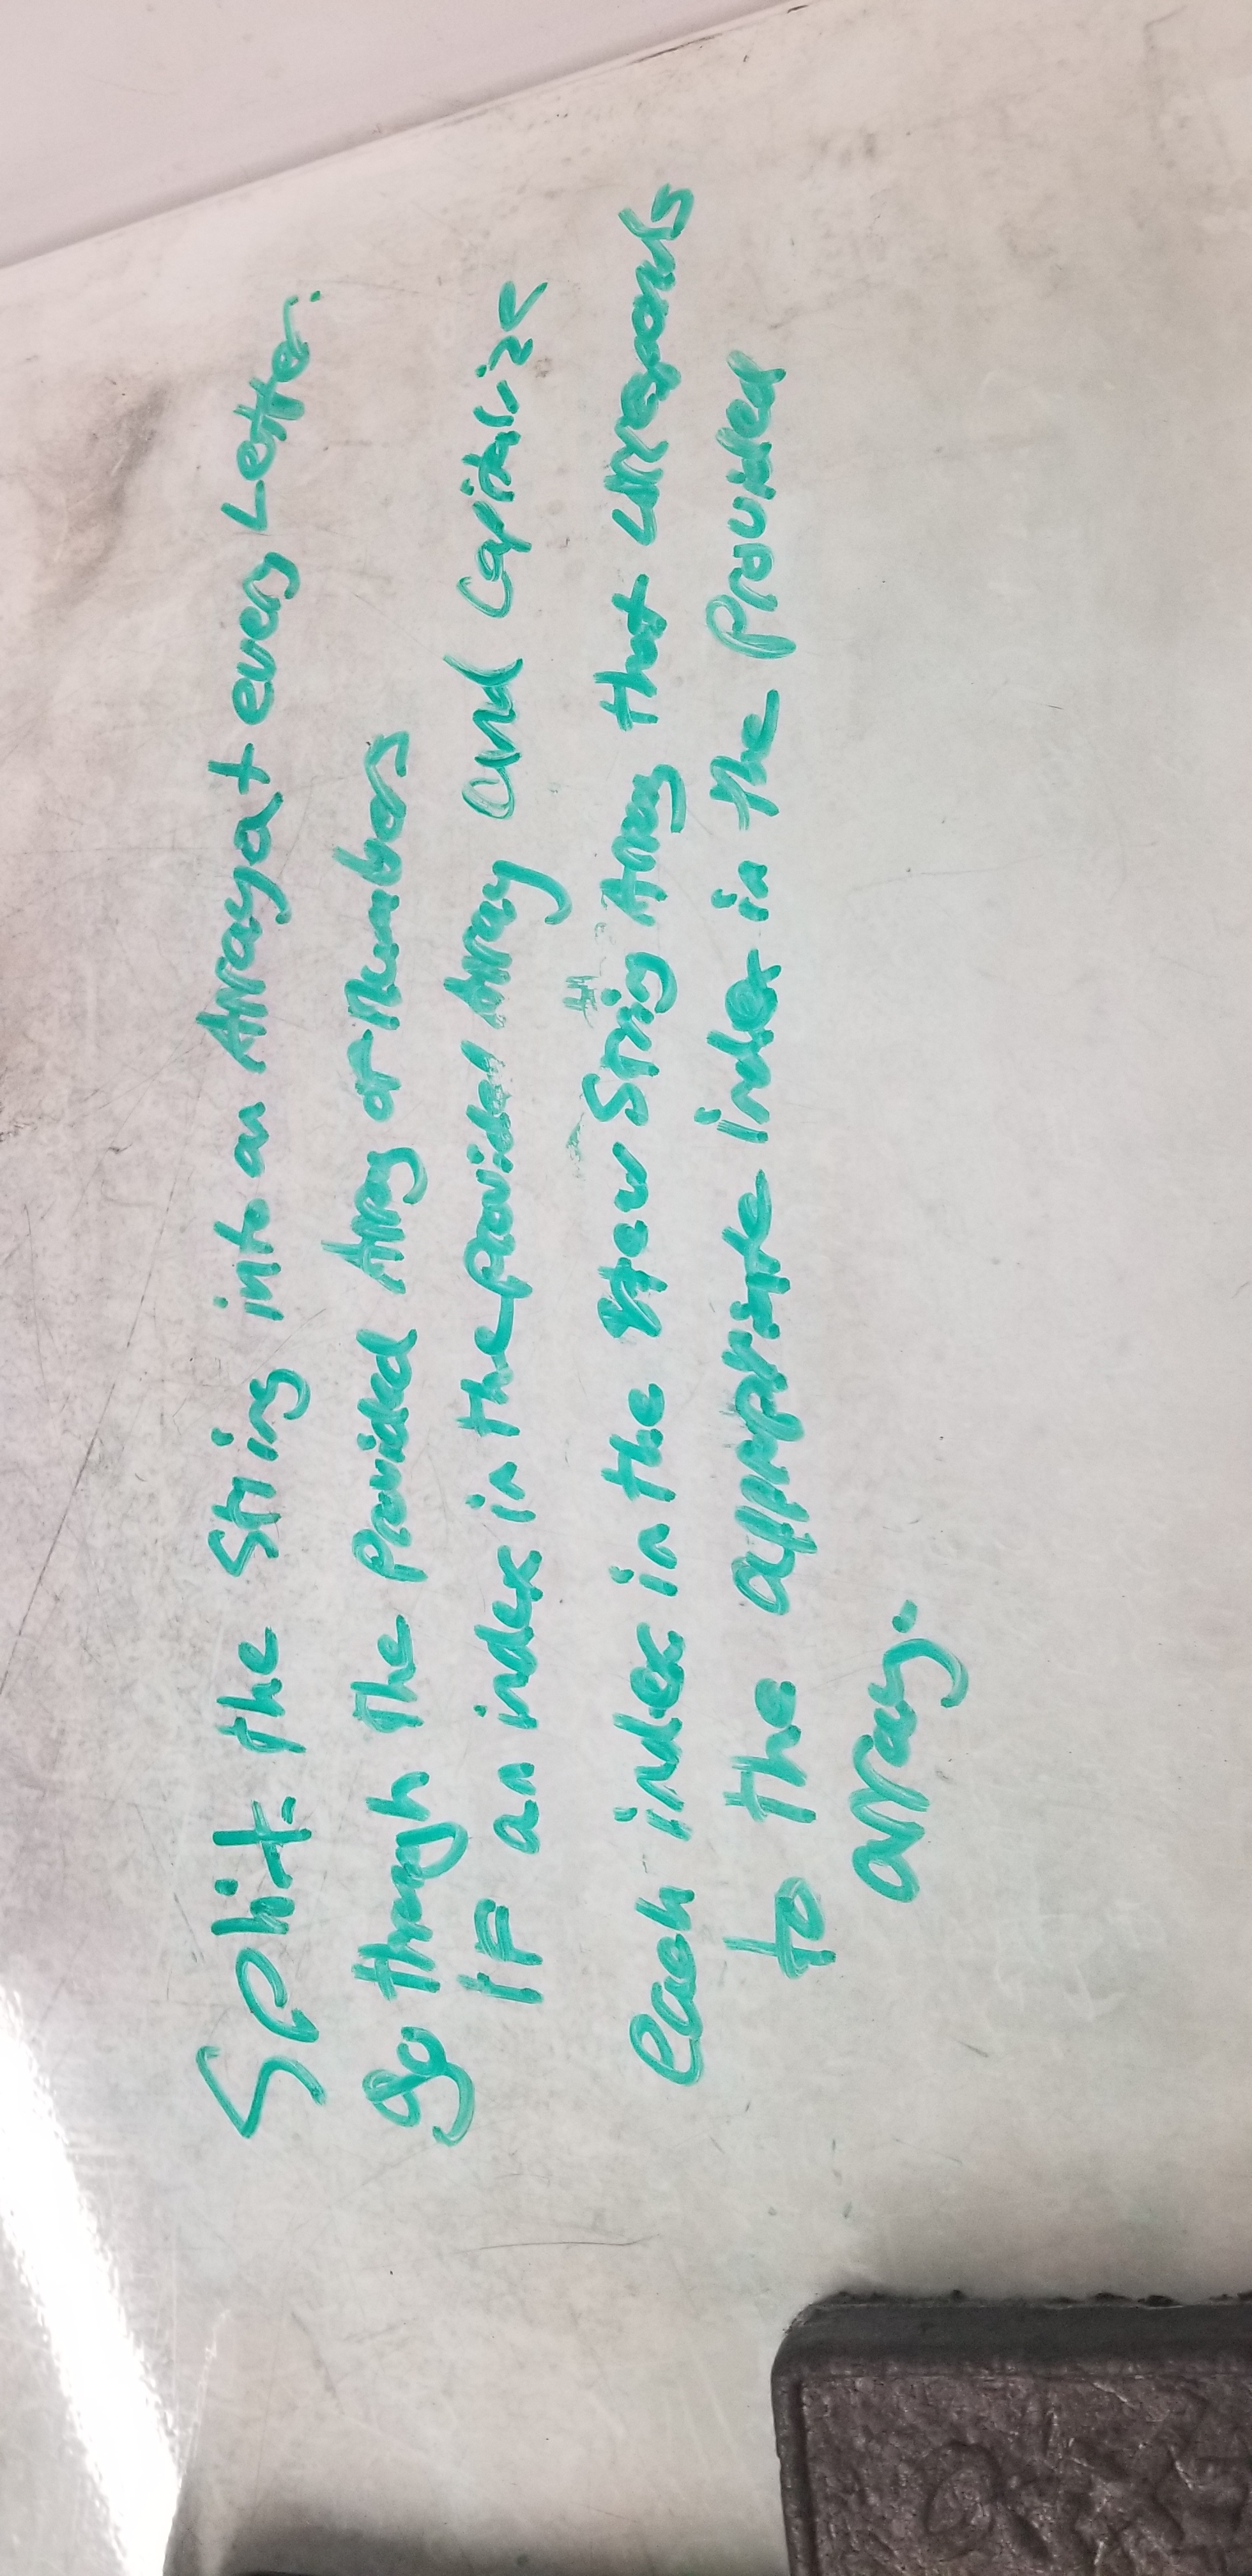 Split the String into an Array at every Letter.
go through the Provided Array of Numbers
IF an index in the provided Array and Capitalize
each index in the New String Array that corresponds
to the appropriate index in the Provided
array.